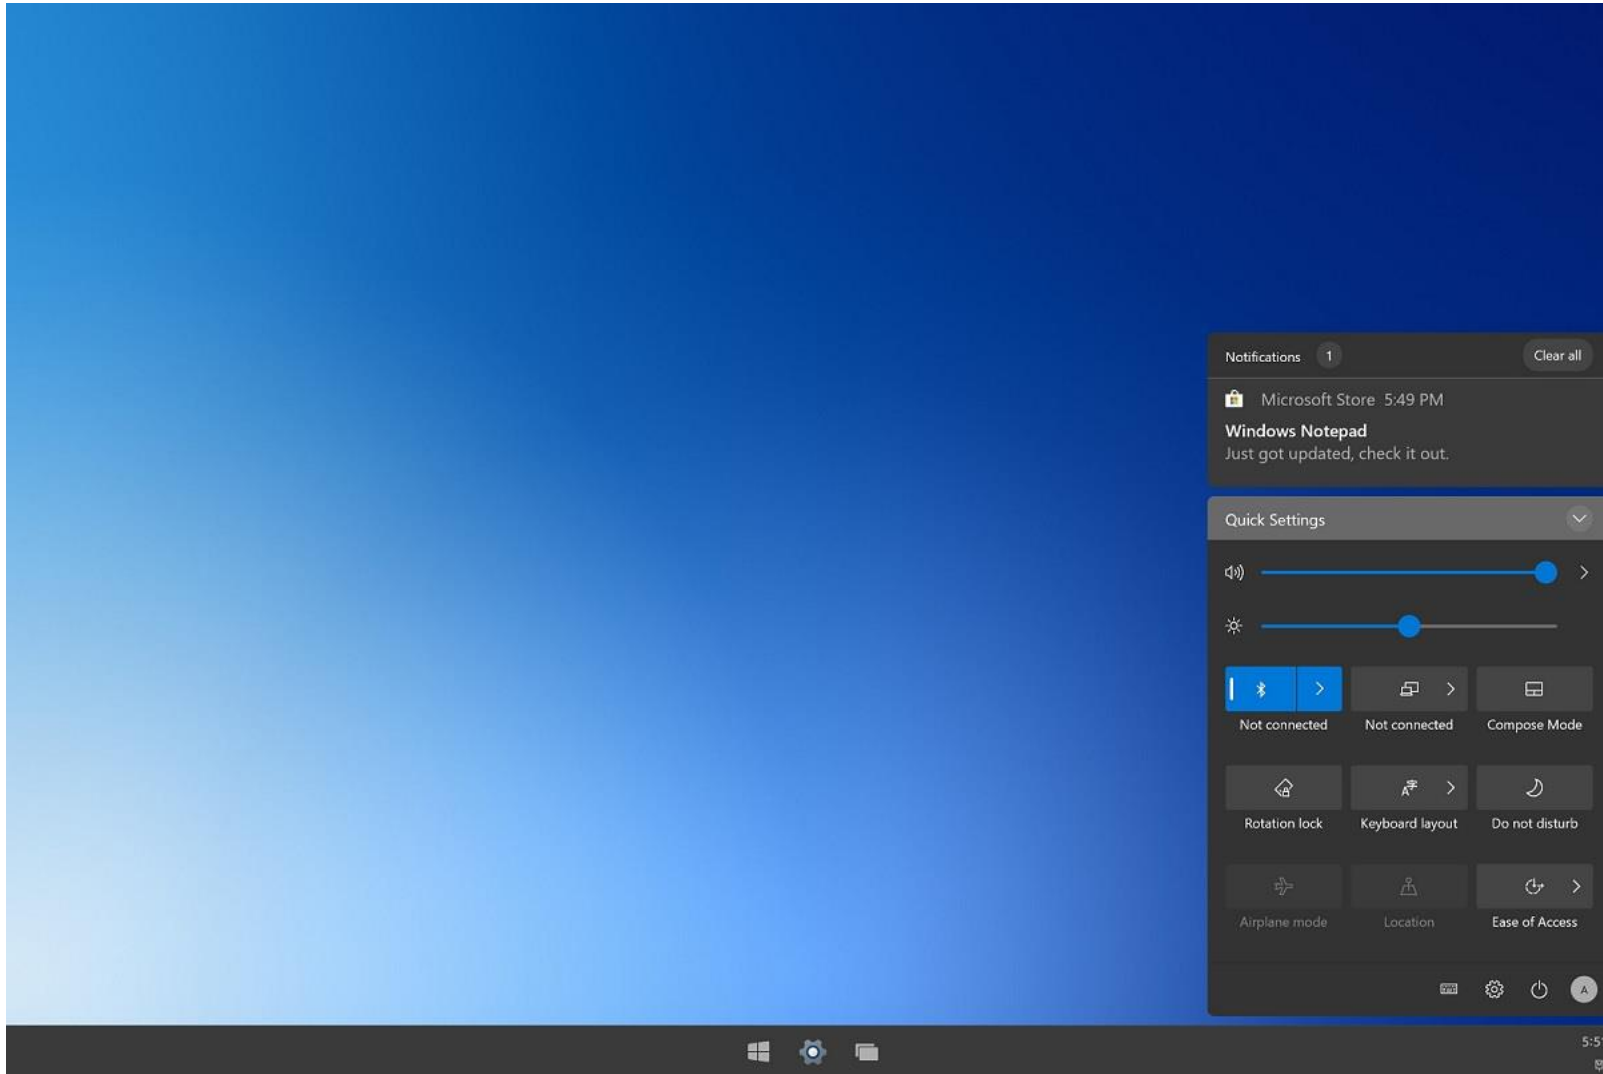 Notifications 1 Clear all
Microsoft Store 5:49 PM
Windows Notepad
Just got updated, check it out.
Quick Settings
Not connected Not connected Compose Mode
Rotation lock Keyboard layout Do not disturb
Airplane mode Location Ease of Access
A